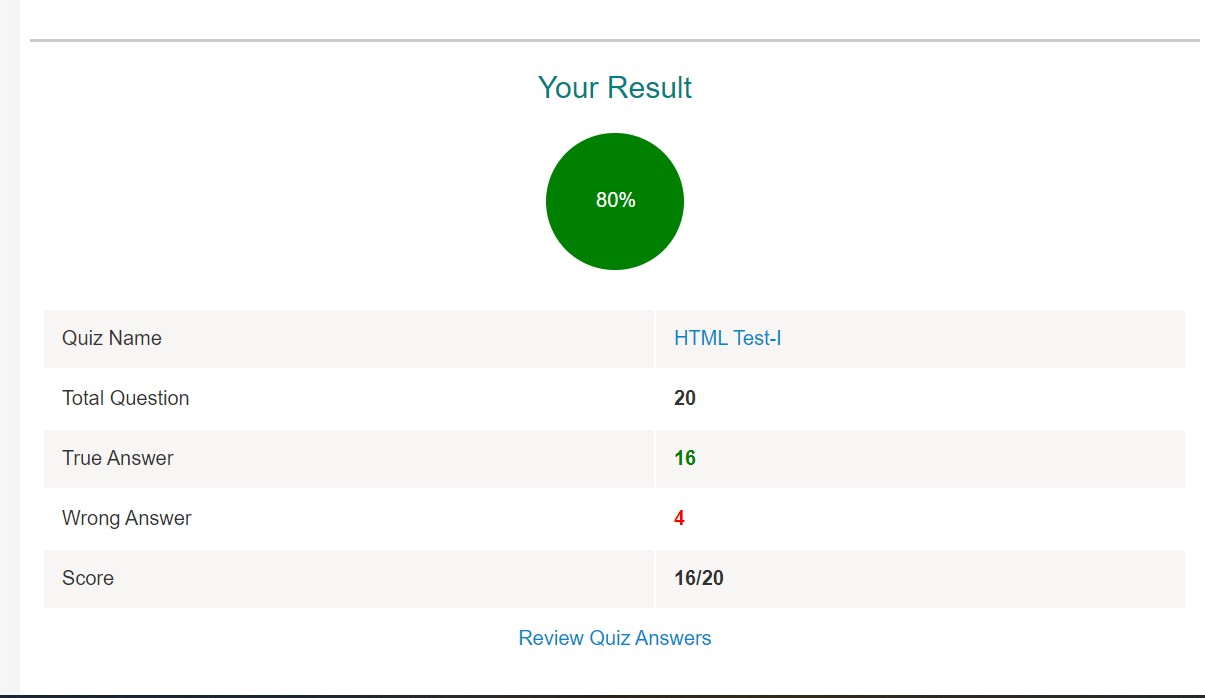 Your Result
80%
Quiz Name HTML Test-I
Total Question 20
True Answer 16
Wrong Answer 4
Score 16/20
Review Quiz Answers